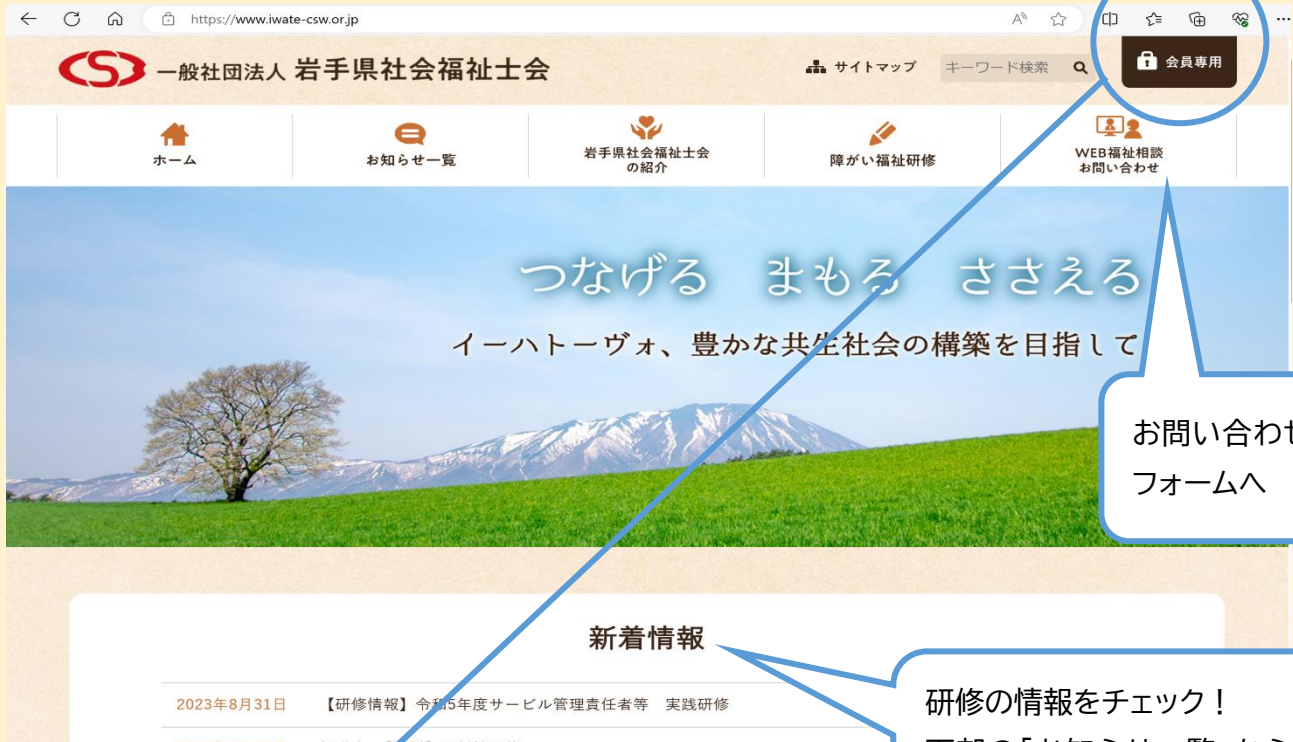 https://www.iwate-csw.or.jp
一般社団法人 岩手県社会福祉士会
サイトマップ
キーワード検索
会員専用
ホーム
お知らせ一覧
岩手県社会福祉士会
の紹介
障がい福祉研修
WEB福祉相談
お問い合わせ
つなげる　まもる　ささえる
イーハトーヴォ、豊かな共生社会の構築を目指して
お問い合わせ
フォームへ
新着情報
研修の情報をチェック！
2023年8月31日　【研修情報】令和5年度サービル管理責任者等　実践研修